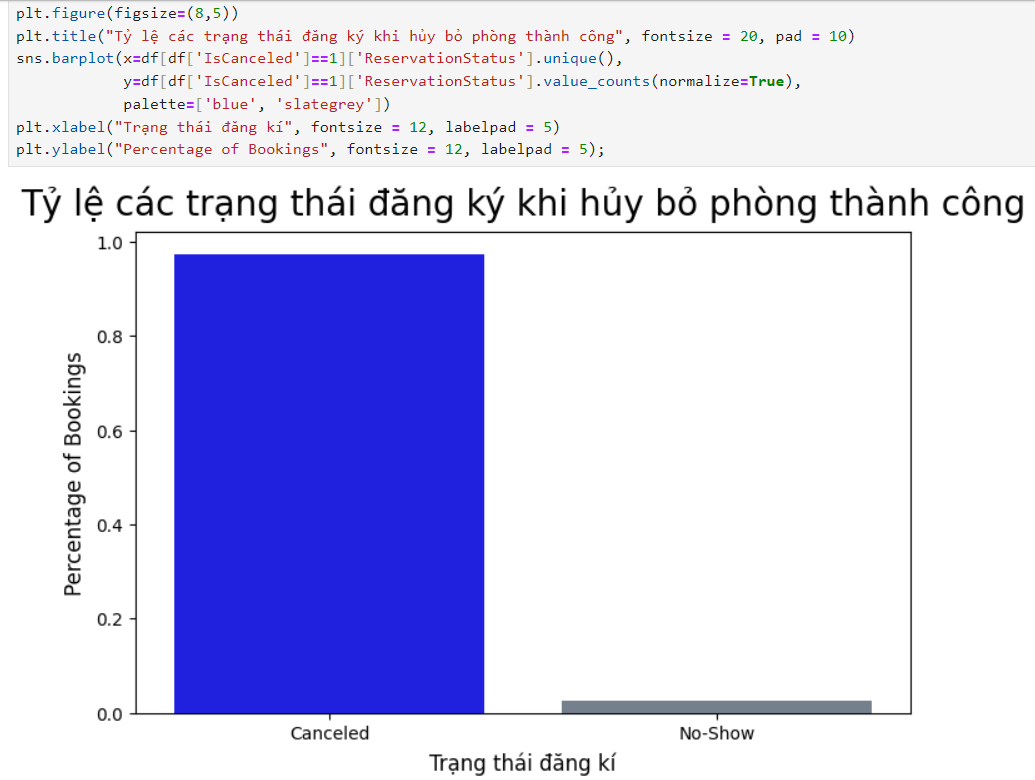 plt.figure(figsize=(8,5))
plt.title("Tỷ lệ các trạng thái đăng ký khi hủy bỏ phòng thành công", fontsize = 20, pad = 10)
sns.barplot(x=df[df['IsCanceled']==1]['ReservationStatus'].unique(),
            y=df[df['IsCanceled']==1]['ReservationStatus'].value_counts(normalize=True),
            palette=['blue', 'slategrey'])
plt.xlabel("Trạng thái đăng kí", fontsize = 12, labelpad = 5)
plt.ylabel("Percentage of Bookings", fontsize = 12, labelpad = 5);
Tỷ lệ các trạng thái đăng ký khi hủy bỏ phòng thành công
1.0
0.8
0.6
0.4
0.2
0.0
Percentage of Bookings
Canceled No-Show
Trạng thái đăng kí